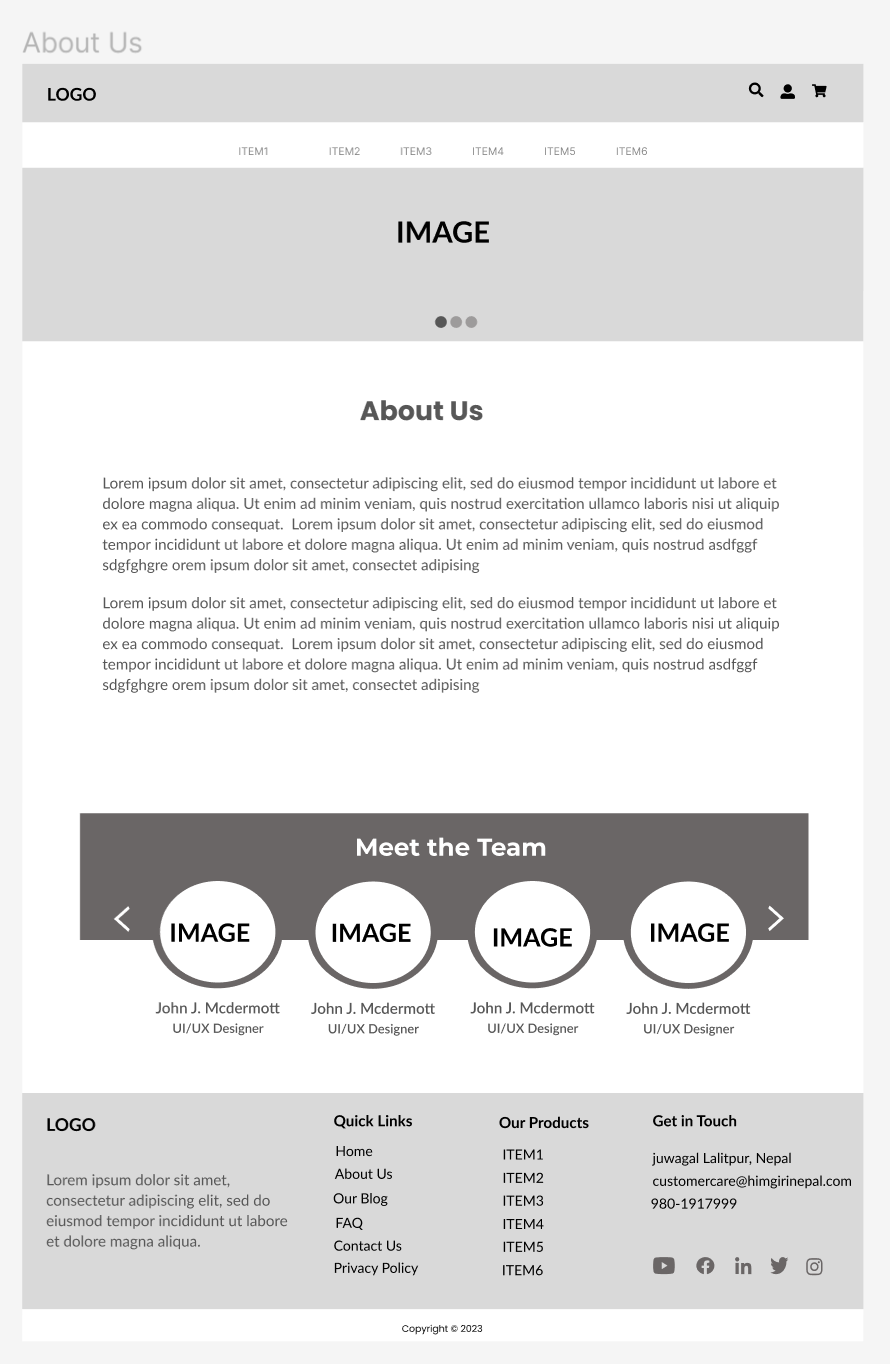 About Us
LOGO
ITEM1 ITEM2 ITEM3 ITEM4 ITEM5 ITEM6
IMAGE
About Us
Lorem ipsum dolor sit amet, consectetur adipiscing elit, sed do eiusmod tempor incididunt ut labore et
dolore magna aliqua. Ut enim ad minim veniam, quis nostrud exercitation ullamco laboris nisi ut aliquip
ex ea commodo consequat.  Lorem ipsum dolor sit amet, consectetur adipiscing elit, sed do eiusmod
tempor incididunt ut labore et dolore magna aliqua. Ut enim ad minim veniam, quis nostrud asdfggf
sdgfghgre orem ipsum dolor sit amet, consectet adipising
Lorem ipsum dolor sit amet, consectetur adipiscing elit, sed do eiusmod tempor incididunt ut labore et
dolore magna aliqua. Ut enim ad minim veniam, quis nostrud exercitation ullamco laboris nisi ut aliquip
ex ea commodo consequat.  Lorem ipsum dolor sit amet, consectetur adipiscing elit, sed do eiusmod
tempor incididunt ut labore et dolore magna aliqua. Ut enim ad minim veniam, quis nostrud asdfggf
sdgfghgre orem ipsum dolor sit amet, consectet adipising
Meet the Team
IMAGE IMAGE IMAGE IMAGE
John J. Mcdermott John J. Mcdermott John J. Mcdermott John J. Mcdermott
UI/UX Designer UI/UX Designer UI/UX Designer UI/UX Designer
LOGO
Lorem ipsum dolor sit amet,
consectetur adipiscing elit, sed do
eiusmod tempor incididunt ut labore
et dolore magna aliqua.
Quick Links
Home
About Us
Our Blog
FAQ
Contact Us
Privacy Policy
Our Products
ITEM1
ITEM2
ITEM3
ITEM4
ITEM5
ITEM6
Get in Touch
juwagal Lalitpur, Nepal
customercare@himgirinepal.com
980-1917999
Copyright © 2023